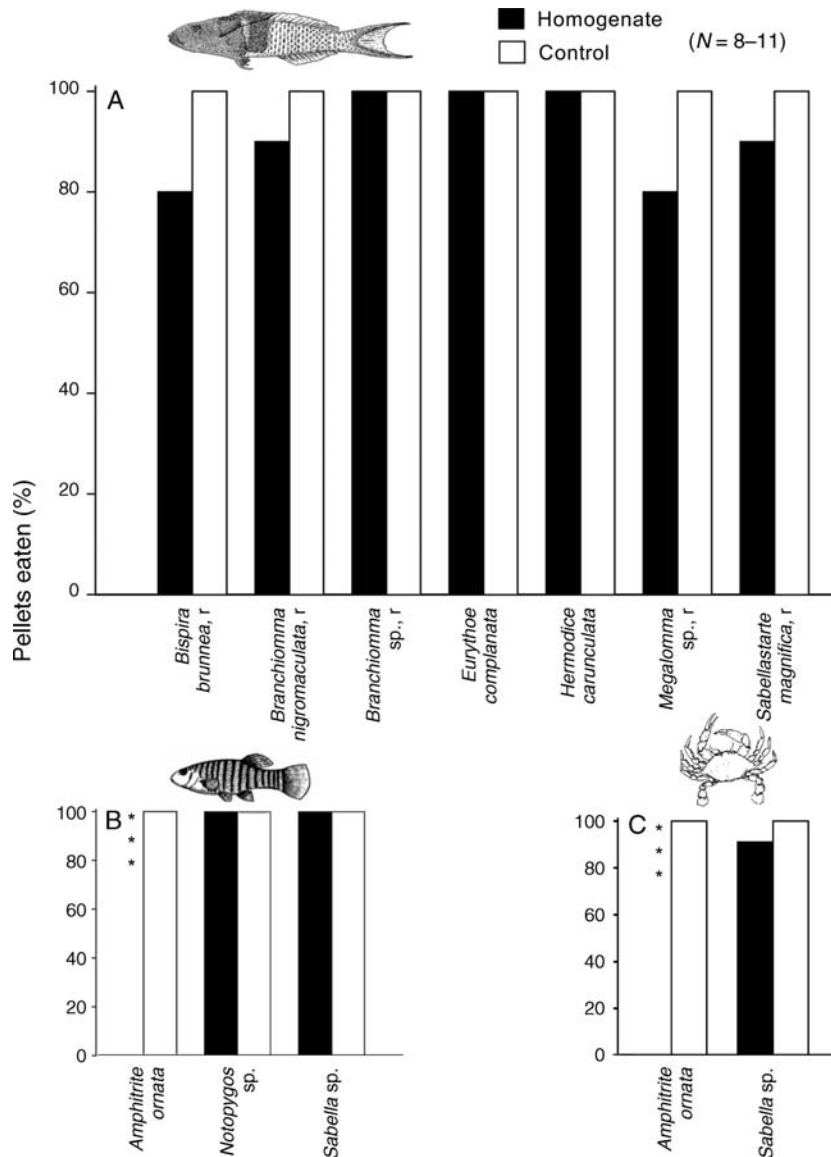 Homogenate
Control
(N = 8–11)
A
100
80
60
40
20
0
Pellets eaten (%)
Bispira
brunnea, r
Branchiomma
nigromaculata, r
Branchiomma
sp., r
Eurythoe
complanata
Hermodice
carunculata
Megalomma
sp., r
Sabellastarte
magnifica, r
B
100
80
60
40
20
0
*
*
*
Amphitrite
ornata
Notopygos
sp.
Sabella sp.
C
100
80
60
40
20
0
*
*
*
Amphitrite
ornata
Sabella sp.